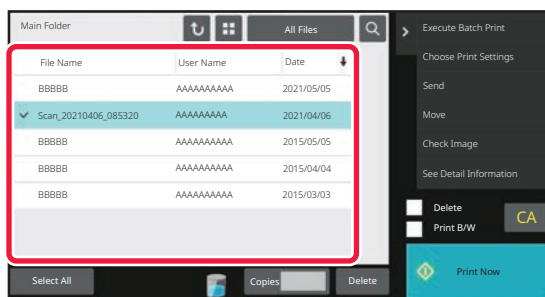 Main Folder
All Files
File Name User Name Date
BBBBB AAAAAAAAAA 2021/05/05
Scan_20210406_085320 AAAAAAAAA 2021/04/06
BBBBB AAAAAAAAAA 2015/05/05
BBBBB AAAAAAAAAA 2015/04/04
BBBBB AAAAAAAAAA 2015/03/03
Select All
Copies
Delete
Execute Batch Print
Choose Print Settings
Send
Move
Check Image
See Detail Information
Delete
Print B/W
CA
Print Now